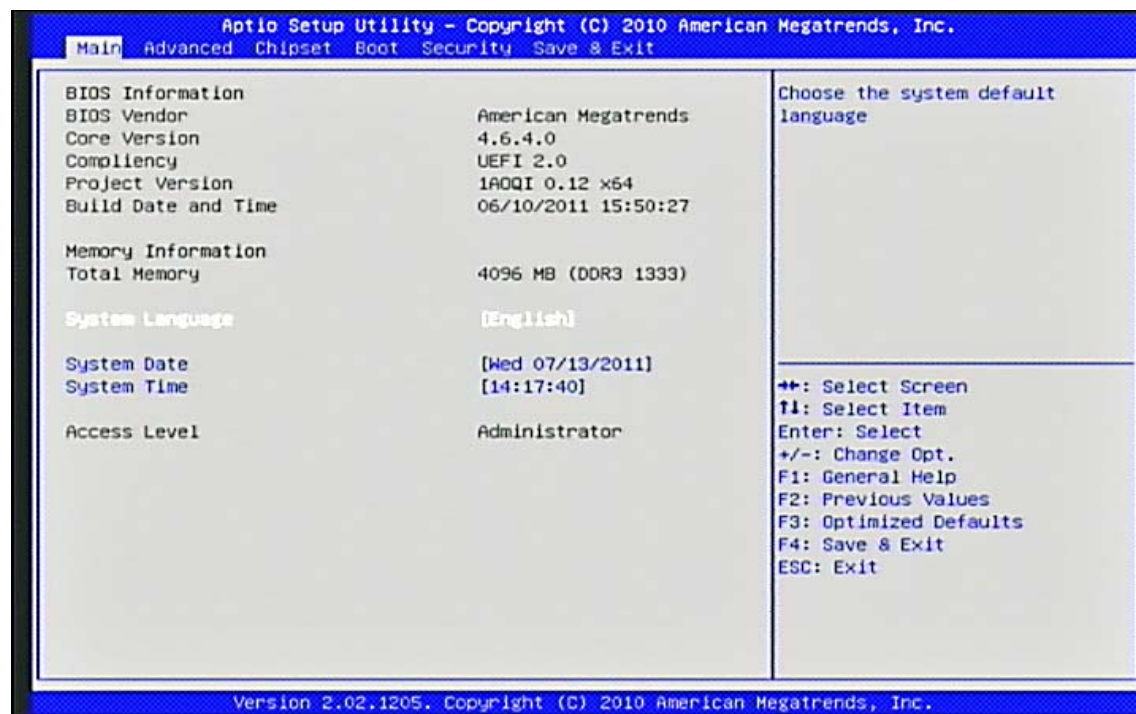 Aptio Setup Utility – Copyright (C) 2010 American Megatrends, Inc.
Main Advanced Chipset Boot Security Save & Exit
BIOS Information
BIOS Vendor American Megatrends
Core Version 4.6.4.0
Compliency UEFI 2.0
Project Version 1AOQI 0.12 x64
Build Date and Time 06/10/2011 15:50:27
Memory Information
Total Memory 4096 MB (DDR3 1333)
System Language [English]
System Date [Wed 07/13/2011]
System Time [14:17:40]
Access Level Administrator
Choose the system default
language
→←: Select Screen
↑↓: Select Item
Enter: Select
+/-: Change Opt.
F1: General Help
F2: Previous Values
F3: Optimized Defaults
F4: Save & Exit
ESC: Exit
Version 2.02.1205. Copyright (C) 2010 American Megatrends, Inc.